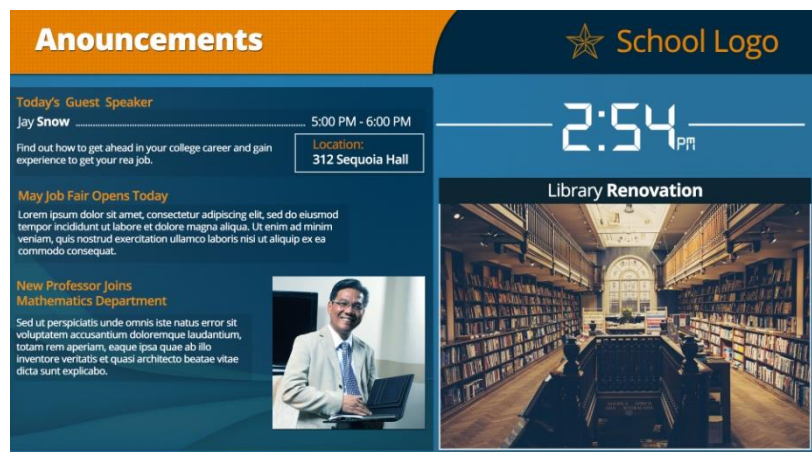 Anouncements
School Logo
Today's Guest Speaker
Jay Snow ........................ 5:00 PM - 6:00 PM
Find out how to get ahead in your college career and gain
experience to get your rea job.
Location:
312 Sequoia Hall
May Job Fair Opens Today
Lorem ipsum dolor sit amet, consectetur adipiscing elit, sed do eiusmod
tempor incididunt ut labore et dolore magna aliqua. Ut enim ad minim
veniam, quis nostrud exercitation ullamco laboris nisi ut aliquip ex ea
commodo consequat.
New Professor Joins
Mathematics Department
Sed ut perspiciatis unde omnis iste natus error sit
voluptatem accusantium doloremque laudantium,
totam rem aperiam, eaque ipsa quae ab illo
inventore veritatis et quasi architecto beatae vitae
dicta sunt explicabo.
2:54 PM
Library Renovation